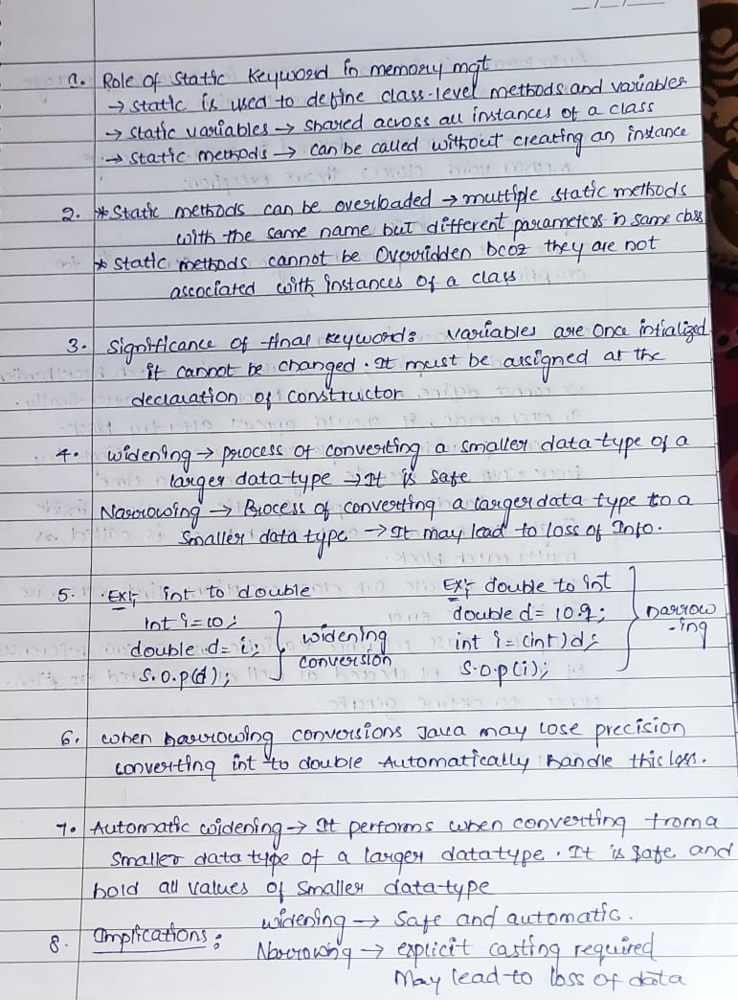 1. Role of static keyword in memory mgt
→ static is used to define class-level methods and variables
→ static variables → shared across all instances of a class
→ static methods → can be called without creating an instance
2. * Static methods can be overloaded → multiple static methods
with the same name but different parameters in same class
* static methods cannot be Overridden bcoz they are not
associated with instances of a class
3. Significance of final keyword: variables are once intialized
it cannot be changed. It must be assigned at the
declaration of constructor
4. widening → process of converting a smaller data-type of a
larger data-type → It is safe
Narrowing → Process of converting a larger data type to a
Smaller data type → It may lead to loss of Info.
5. Ex:- int to double
int i=10;
double d=i;
S.o.p(d);
widening
conversion
Ex:- double to int
double d= 10.9;
int i=(int)d;
S.o.p(i);
narrow
-ing
6. when narrowing conversions Java may lose precision
converting int to double Automatically handle this loss.
7. Automatic widening → It performs when converting from a
Smaller data type of a larger datatype. It is safe and
hold all values of smaller data-type
8. Implications: widening → Safe and automatic.
Narrowing → explicit casting required
May lead to loss of data